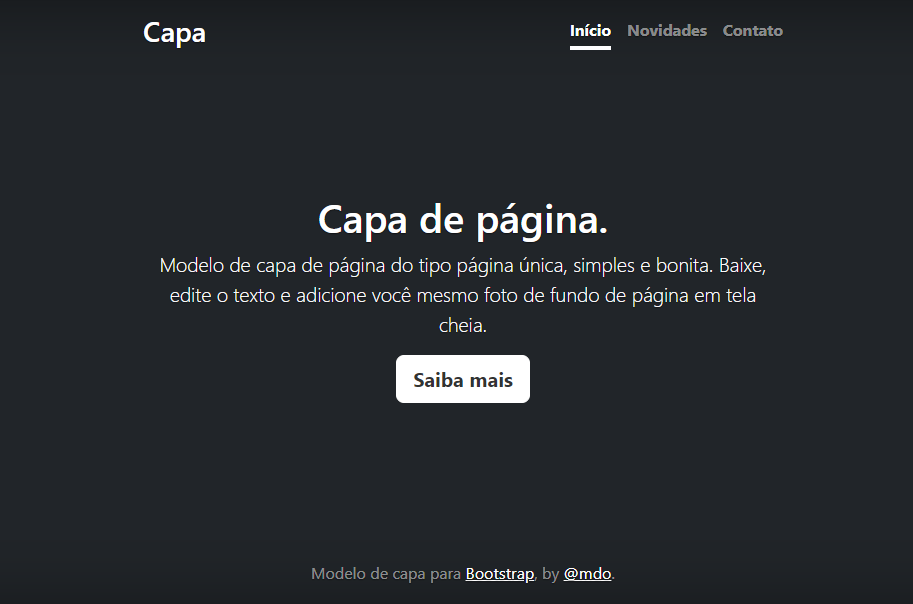 Capa
Início Novidades Contato
Capa de página.
Modelo de capa de página do tipo página única, simples e bonita. Baixe,
edite o texto e adicione você mesmo foto de fundo de página em tela
cheia.
Saiba mais
Modelo de capa para Bootstrap, by @mdo.